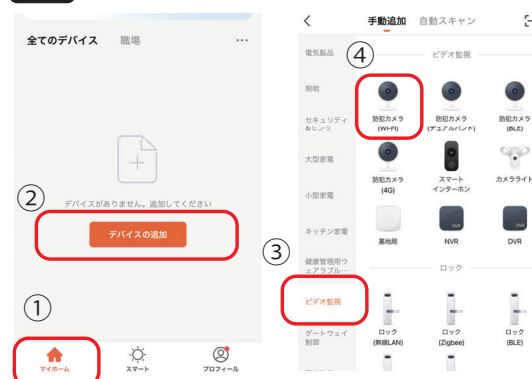 全てのデバイス 職場 ...
デバイスがありません。追加してください
② デバイスの追加
①
マイホーム スマート プロフィール
手動追加 自動スキャン
電気製品
④
ビデオ監視
照明
セキュリティ
大型家電
小型家電
キッチン家電
③
健康管理用ウ
ェアラブル…
ビデオ監視
ゲートウェイ
制御
防犯カメラ
(WI-FI)
防犯カメラ
(デュアルバンド)
防犯カメラ
(BLE)
防犯カメラ
(4G)
スマート
インターホン
カメラライト
基地局
NVR
DVR
ロック
ロック
(無線LAN)
ロック
(Zigbee)
ロック
(BLE)